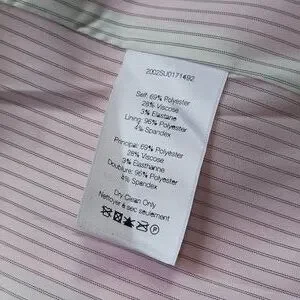 2002SU0171492
Self: 69% Polyester
28% Viscose
3% Elastane
Lining: 96% Polyester
4% Spandex
Principal: 69% Polyester
28% Viscose
3% Elasthanne
Doublure: 96% Polyester
4% Spandex
Dry Clean Only
Nettoyer à sec seulement
P